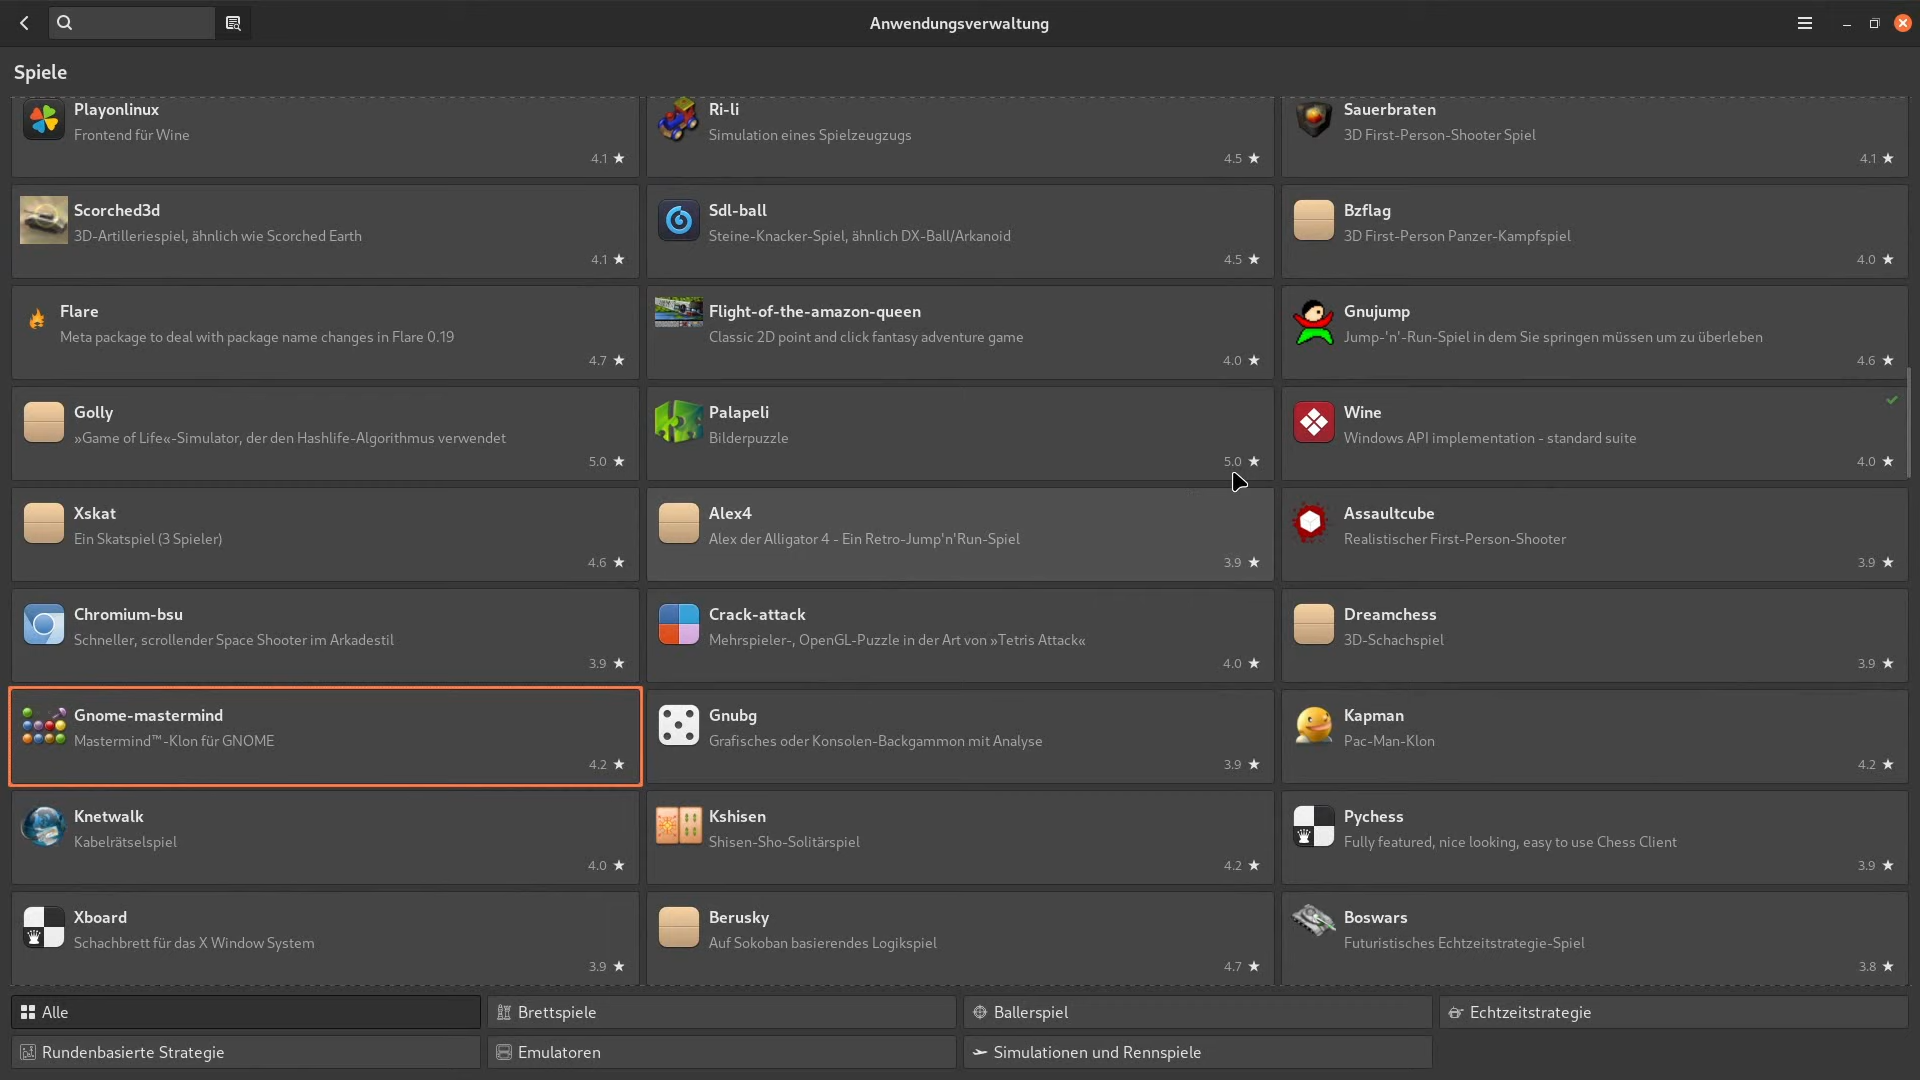 Anwendungsverwaltung
Spiele
Playonlinux
Frontend für Wine
4.1 ★
Ri-li
Simulation eines Spielzeugzugs
4.5 ★
Sauerbraten
3D First-Person-Shooter Spiel
4.1 ★
Scorched3d
3D-Artilleriespiel, ähnlich wie Scorched Earth
4.1 ★
Sdl-ball
Steine-Knacker-Spiel, ähnlich DX-Ball/Arkanoid
4.5 ★
Bzflag
3D First-Person Panzer-Kampfspiel
4.0 ★
Flare
Meta package to deal with package name changes in Flare 0.19
4.7 ★
Flight-of-the-amazon-queen
Classic 2D point and click fantasy adventure game
4.0 ★
Gnujump
Jump-'n'-Run-Spiel in dem Sie springen müssen um zu überleben
4.6 ★
Golly
»Game of Life«-Simulator, der den Hashlife-Algorithmus verwendet
5.0 ★
Palapeli
Bilderpuzzle
5.0 ★
Wine
Windows API implementation - standard suite
4.0 ★
Xskat
Ein Skatspiel (3 Spieler)
4.6 ★
Alex4
Alex der Alligator 4 - Ein Retro-Jump'n'Run-Spiel
3.9 ★
Assaultcube
Realistischer First-Person-Shooter
3.9 ★
Chromium-bsu
Schneller, scrollender Space Shooter im Arkadestil
3.9 ★
Crack-attack
Mehrspieler-, OpenGL-Puzzle in der Art von »Tetris Attack«
4.0 ★
Dreamchess
3D-Schachspiel
3.9 ★
Gnome-mastermind
Mastermind™-Klon für GNOME
4.2 ★
Gnubg
Grafisches oder Konsolen-Backgammon mit Analyse
3.9 ★
Kapman
Pac-Man-Klon
4.2 ★
Knetwalk
Kabelrätselspiel
4.0 ★
Kshisen
Shisen-Sho-Solitärspiel
4.2 ★
Pychess
Fully featured, nice looking, easy to use Chess Client
3.9 ★
Xboard
Schachbrett für das X Window System
3.9 ★
Berusky
Auf Sokoban basierendes Logikspiel
4.7 ★
Boswars
Futuristisches Echtzeitstrategie-Spiel
3.8 ★
Alle
Brettspiele
Ballerspiel
Echtzeitstrategie
Rundenbasierte Strategie
Emulatoren
Simulationen und Rennspiele